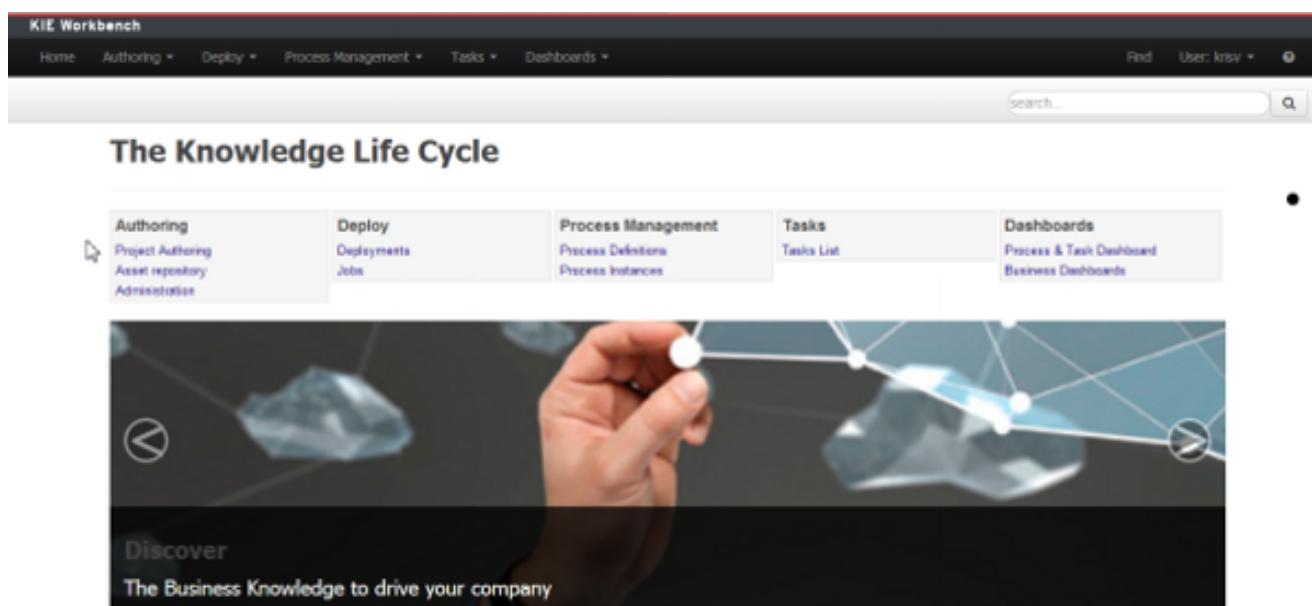 KIE Workbench
Home Authoring Deploy Process Management Tasks Dashboards Find User: krisv
search...
The Knowledge Life Cycle
Authoring Deploy Process Management Tasks Dashboards
Project Authoring Deployments Process Definitions Tasks List Process & Task Dashboard
Asset repository Jobs Process Instances Business Dashboards
Administration
Discover
The Business Knowledge to drive your company